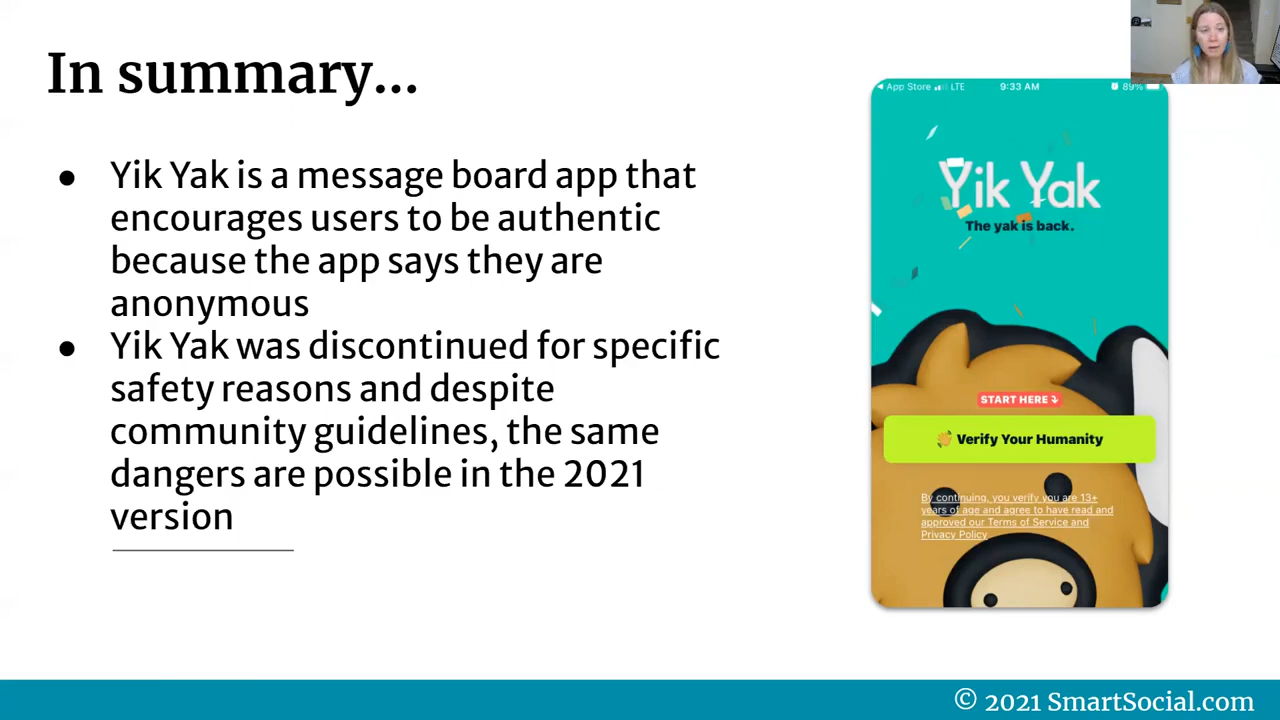 In summary...
● Yik Yak is a message board app that
encourages users to be authentic
because the app says they are
anonymous
● Yik Yak was discontinued for specific
safety reasons and despite
community guidelines, the same
dangers are possible in the 2021
version
◀ App Store LTE 9:33 AM 89%
Yik Yak
The yak is back.
START HERE ⤵
👋 Verify Your Humanity
By continuing, you verify you are 13+
years of age and agree to have read and
approved our Terms of Service and
Privacy Policy
© 2021 SmartSocial.com